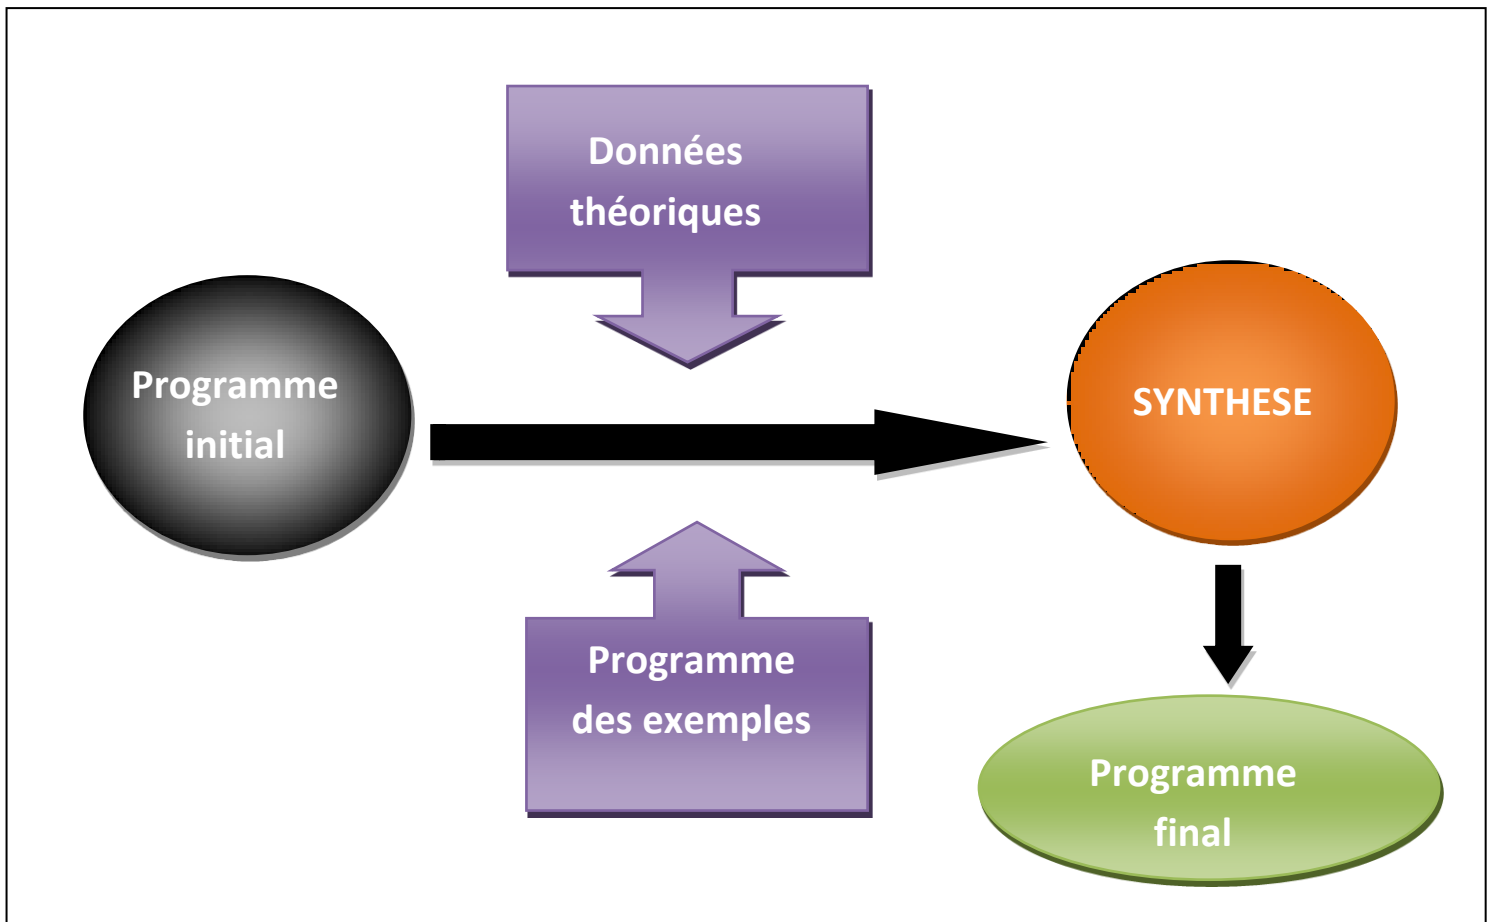 Données
théoriques
Programme
initial
SYNTHESE
Programme
des exemples
Programme
final